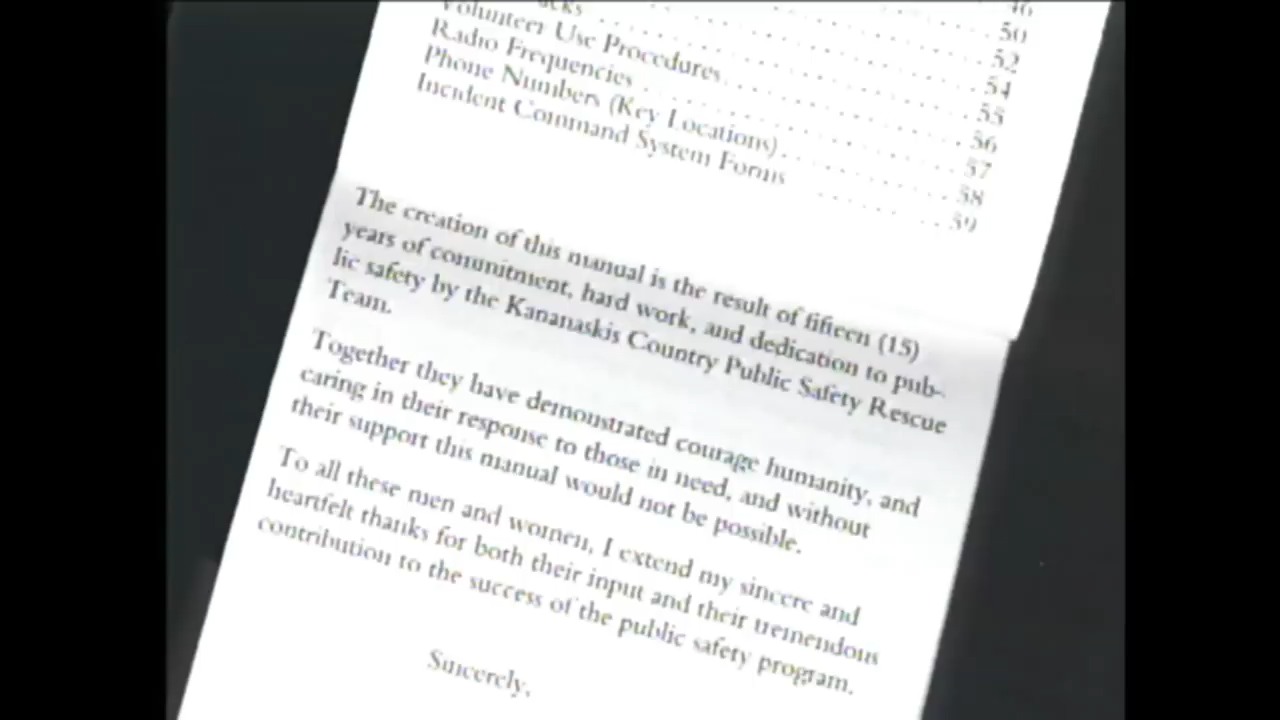 46
50
Volunteer Use Procedures . . . . . . . . . . . . 52
Radio Frequencies . . . . . . . . . . . . 54
Phone Numbers (Key Locations) . . . . . . . . . . . . 55
Incident Command System Forms . . . . . . . . 56
57
58
59
The creation of this manual is the result of fifteen (15)
years of commitment, hard work, and dedication to pub-
lic safety by the Kananaskis Country Public Safety Rescue
Team.
Together they have demonstrated courage humanity, and
caring in their response to those in need, and without
their support this manual would not be possible.
To all these men and women, I extend my sincere and
heartfelt thanks for both their input and their tremendous
contribution to the success of the public safety program.
Sincerely,